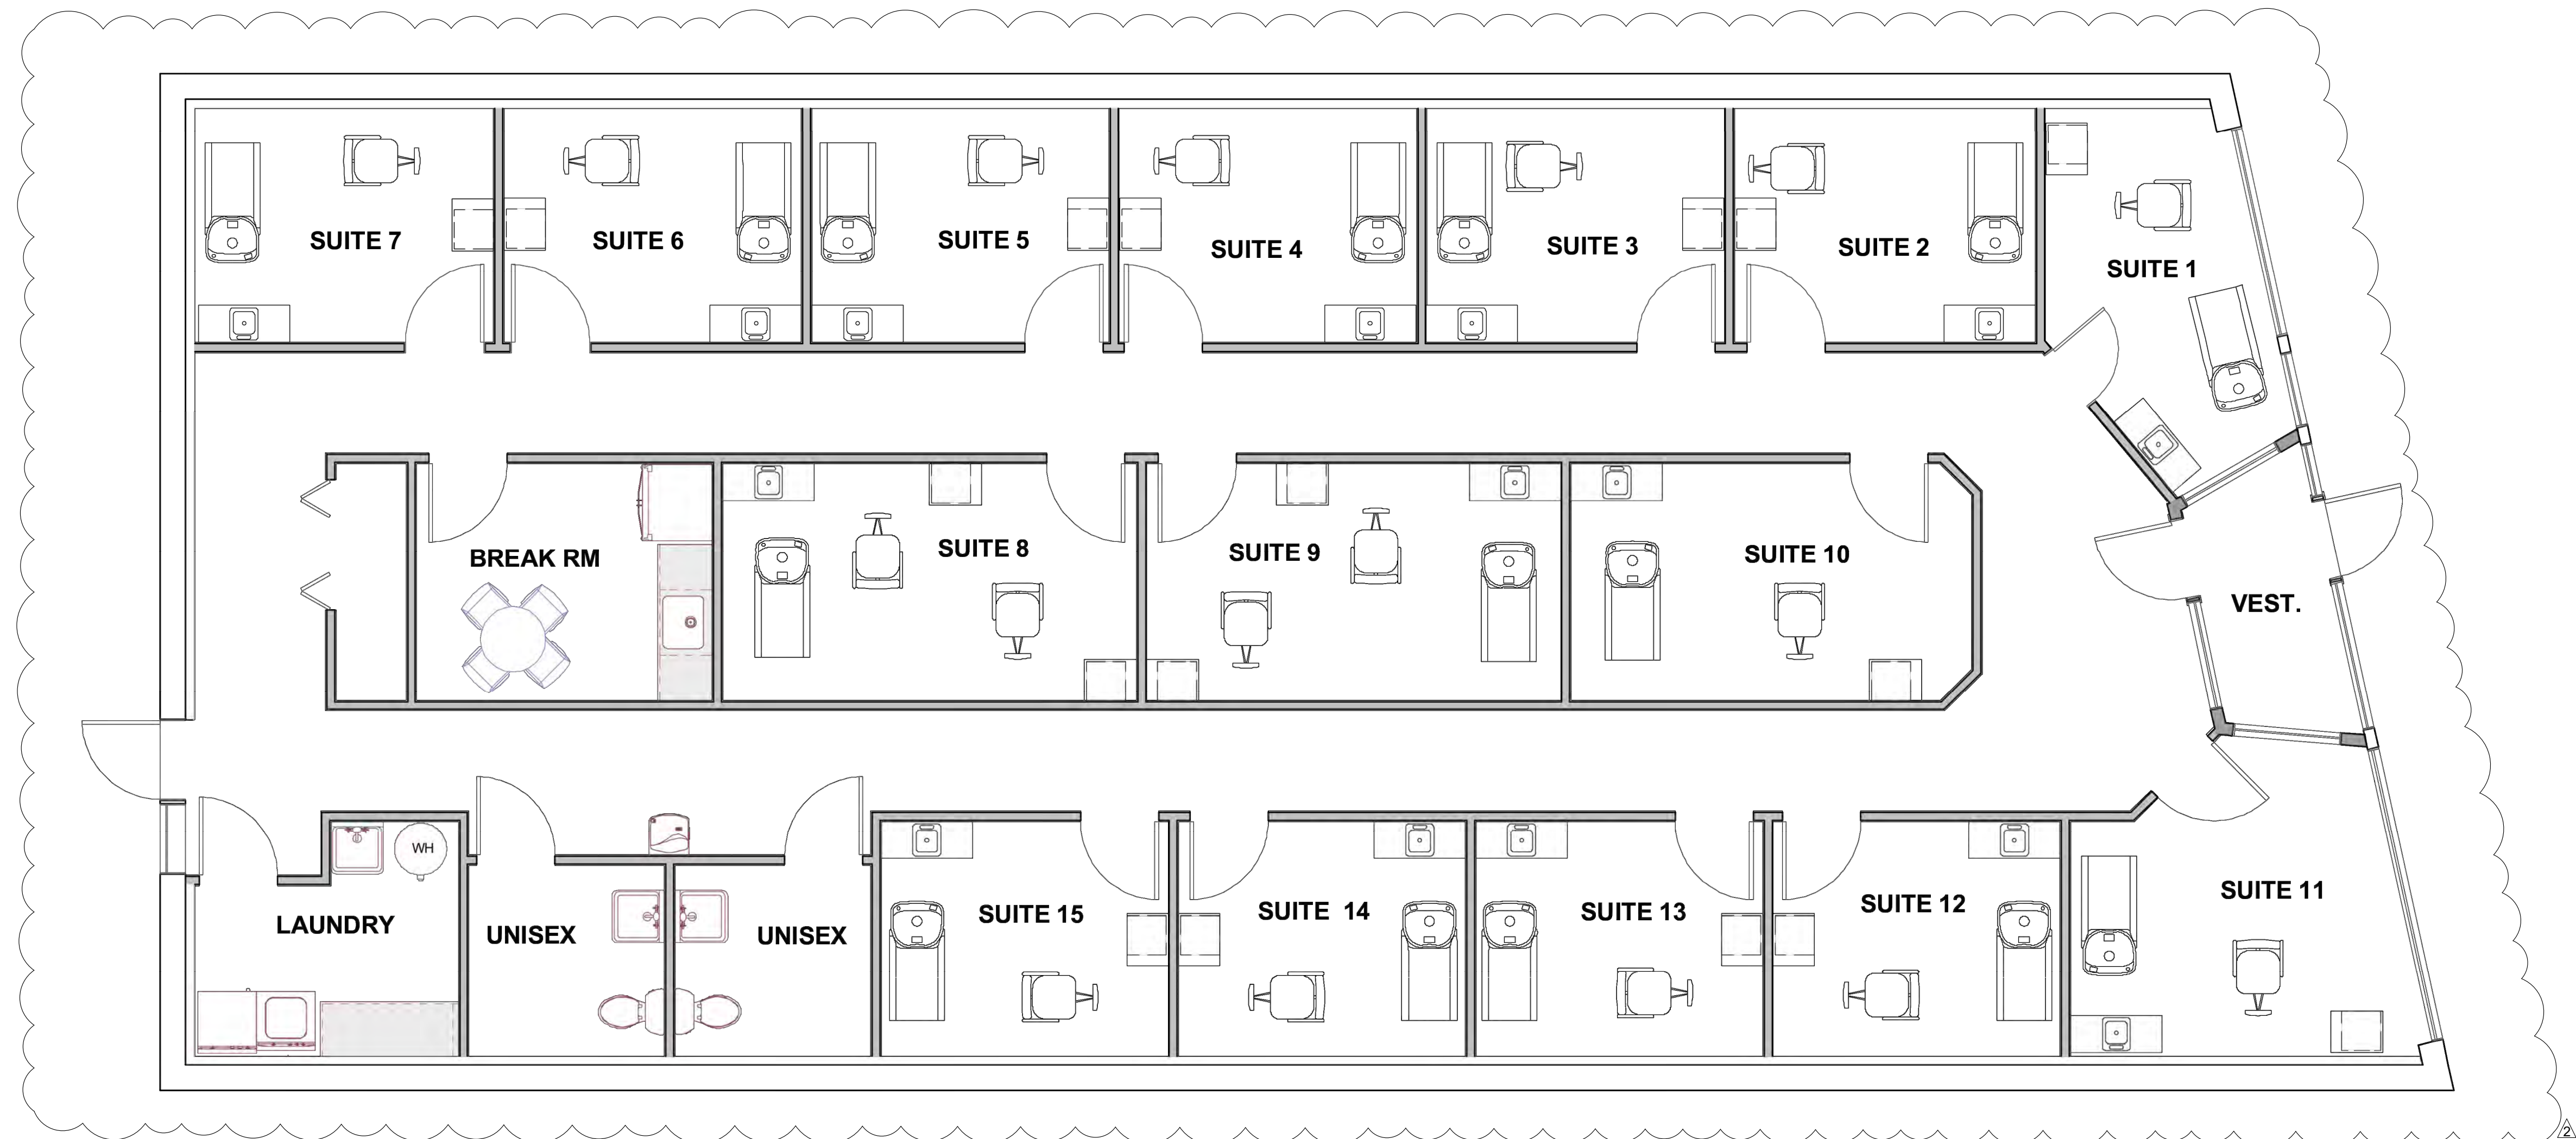 SUITE 7
SUITE 6
SUITE 5
SUITE 4
SUITE 3
SUITE 2
SUITE 1
BREAK RM
SUITE 8
SUITE 9
SUITE 10
VEST.
WH
LAUNDRY
UNISEX
UNISEX
SUITE 15
SUITE 14
SUITE 13
SUITE 12
SUITE 11
2